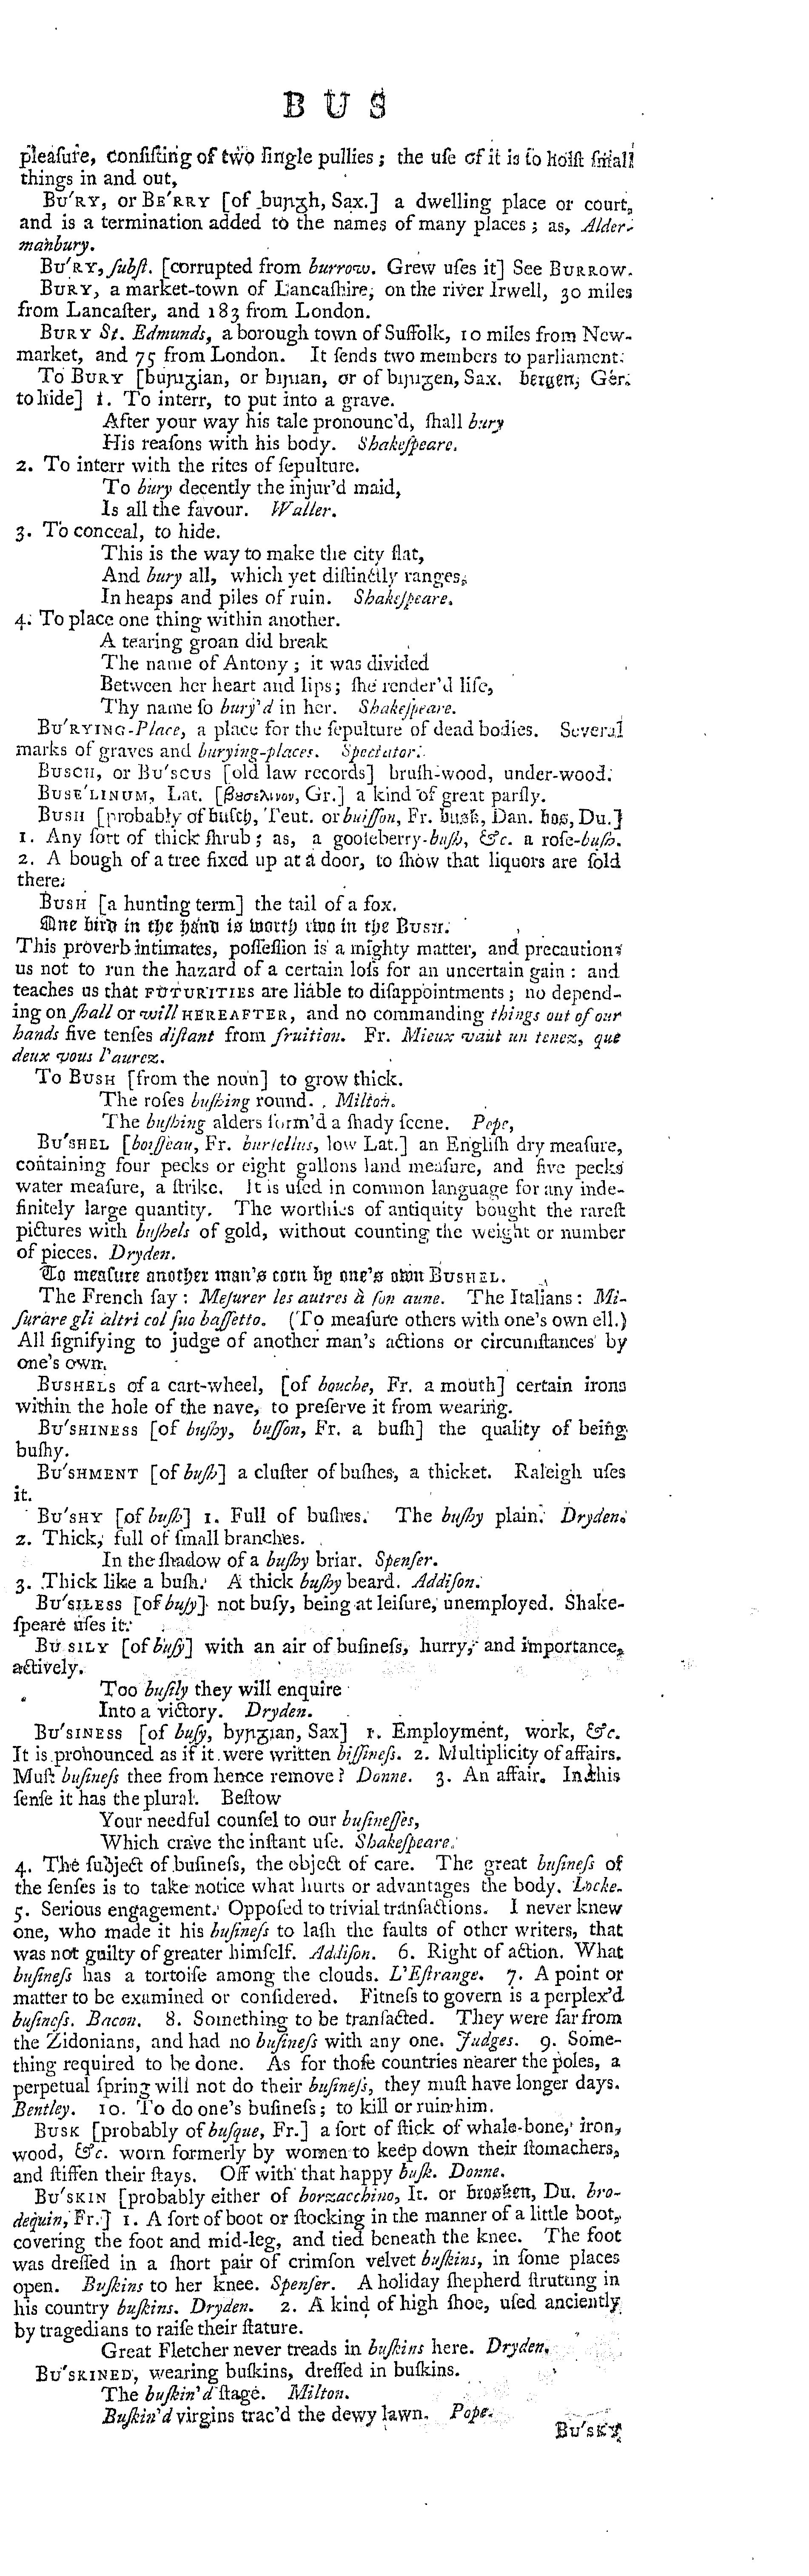 B U S
pleaſure, conſiſting of two ſingle pullies; the uſe of it is to hoiſt ſmall
things in and out,
BU'RY, or BE'RRY [of buꞃᵹh, Sax.] a dwelling place or court,
and is a termination added to the names of many places; as, Alder-
manbury.
BU'RY, ſubſt. [corrupted from burrow. Grew uſes it] See BURROW.
BURY, a market-town of Lancaſhire, on the river Irwell, 30 miles
from Lancaſter, and 183 from London.
BURY St. Edmunds, a borough town of Suffolk, 10 miles from New-
market, and 75 from London. It ſends two members to parliament.
To BURY [buꞃıᵹian, or bıꞃıan, or of bıꞃıᵹen, Sax. bergen, Ger.
to hide] 1. To interr, to put into a grave.
After your way his tale pronounc'd, ſhall bury
His reaſons with his body. Shakeſpeare.
2. To interr with the rites of ſepulture.
To bury decently the injur'd maid,
Is all the favour. Waller.
3. To conceal, to hide.
This is the way to make the city flat,
And bury all, which yet diſtinctly ranges,
In heaps and piles of ruin. Shakeſpeare.
4. To place one thing within another.
A tearing groan did break
The name of Antony; it was divided
Between her heart and lips; ſhe render'd life,
Thy name ſo bury'd in her. Shakeſpeare.
BU'RYING-Place, a place for the ſepulture of dead bodies. Several
marks of graves and burying-places. Spectator.
BUSCH, or BU'SCUS [old law records] bruſh-wood, under-wood.
BUSE'LINUM, Lat. [βυσελινον, Gr.] a kind of great parſly.
BUSH [probably of buſch, Teut. or buiſſon, Fr. busk, Dan. bos, Du.]
1. Any ſort of thick ſhrub; as, a gooſeberry-buſh, &c. a roſe-buſh.
2. A bough of a tree fixed up at a door, to ſhow that liquors are ſold
there.
BUSH [a hunting term] the tail of a fox.
One bird in the hand is worth two in the BUSH.
This proverb intimates, poſſeſſion is a mighty matter, and precautions
us not to run the hazard of a certain loſs for an uncertain gain: and
teaches us that FUTURITIES are liable to diſappointments; no depend-
ing on ſhall or will HEREAFTER, and no commanding things out of our
hands five tenſes diſtant from fruition. Fr. Mieux vaut un tenez, que
deux vous l'aurez.
To BUSH [from the noun] to grow thick.
The roſes buſhing round. Milton.
The buſhing alders form'd a ſhady ſcene. Pope,
BU'SHEL [boiſſeau, Fr. burſellus, low Lat.] an Engliſh dry meaſure,
containing four pecks or eight gallons land meaſure, and five pecks
water meaſure, a ſtrike. It is uſed in common language for any inde-
finitely large quantity. The worthies of antiquity bought the rareſt
pictures with buſhels of gold, without counting the weight or number
of pieces. Dryden.
To meaſure another man's corn by one's own BUSHEL.
The French ſay: Meſurer les autres à ſon aune. The Italians: Mi-
ſurare gli altri col ſuo baſſetto. (To meaſure others with one's own ell.)
All ſignifying to judge of another man's actions or circumſtances by
one's own.
BUSHELS of a cart-wheel, [of bouche, Fr. a mouth] certain irons
within the hole of the nave, to preſerve it from wearing.
BU'SHINESS [of buſhy, buſſon, Fr. a buſh] the quality of being
buſhy.
BU'SHMENT [of buſh] a cluſter of buſhes, a thicket. Raleigh uſes
it.
BU'SHY [of buſh] 1. Full of buſhes. The buſhy plain. Dryden.
2. Thick, full of ſmall branches.
In the ſhadow of a buſhy briar. Spenſer.
3. Thick like a buſh. A thick buſhy beard. Addiſon.
BU'SILESS [of buſy] not buſy, being at leiſure, unemployed. Shake-
ſpeare uſes it.
BU'SILY [of buſy] with an air of buſineſs, hurry, and importance,
actively.
Too buſily they will enquire
Into a victory. Dryden.
BU'SINESS [of buſy, byꞃᵹıan, Sax] 1. Employment, work, &c.
It is pronounced as if it were written biſſineſs. 2. Multiplicity of affairs.
Muſt buſineſs thee from hence remove? Donne. 3. An affair. In this
ſenſe it has the plural. Beſtow
Your needful counſel to our buſineſſes,
Which crave the inſtant uſe. Shakeſpeare.
4. The ſubject of buſineſs, the object of care. The great buſineſs of
the ſenſes is to take notice what hurts or advantages the body. Locke.
5. Serious engagement. Oppoſed to trivial tranſactions. I never knew
one, who made it his buſineſs to laſh the faults of other writers, that
was not guilty of greater himſelf. Addiſon. 6. Right of action. What
buſineſs has a tortoiſe among the clouds. L'Eſtrange. 7. A point or
matter to be examined or conſidered. Fitneſs to govern is a perplex'd
buſineſs. Bacon. 8. Something to be tranſacted. They were far from
the Zidonians, and had no buſineſs with any one. Judges. 9. Some-
thing required to be done. As for thoſe countries nearer the poles, a
perpetual ſpring will not do their buſineſs, they muſt have longer days.
Bentley. 10. To do one's buſineſs; to kill or ruin him.
BUSK [probably of buſque, Fr.] a ſort of ſtick of whale-bone, iron,
wood, &c. worn formerly by women to keep down their ſtomachers,
and ſtiffen their ſtays. Off with that happy buſk. Donne.
BU'SKIN [probably either of borzacchino, It. or broſken, Du. bro-
dequin, Fr.] 1. A ſort of boot or ſtocking in the manner of a little boot,
covering the foot and mid-leg, and tied beneath the knee. The foot
was dreſſed in a ſhort pair of crimſon velvet buſkins, in ſome places
open. Buſkins to her knee. Spenſer. A holiday ſhepherd ſtrutting in
his country buſkins. Dryden. 2. A kind of high ſhoe, uſed anciently
by tragedians to raiſe their ſtature.
Great Fletcher never treads in buſkins here. Dryden.
BU'SKINED, wearing buſkins, dreſſed in buſkins.
The buſkin'd ſtage. Milton.
Buſkin'd virgins trac'd the dewy lawn. Pope.
BU'SKY